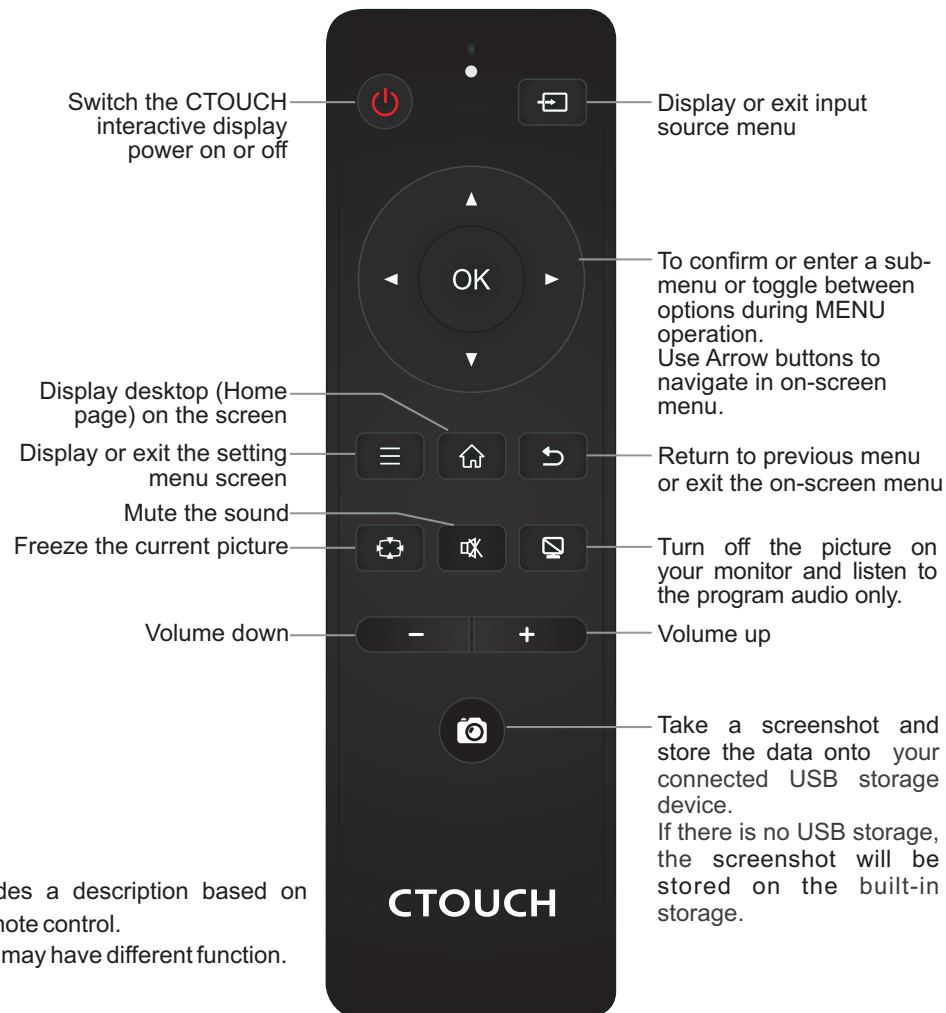 Switch the CTOUCH
interactive display
power on or off
Display or exit input
source menu
OK
To confirm or enter a sub-
menu or toggle between
options during MENU
operation.
Use Arrow buttons to
navigate in on-screen
menu.
Display desktop (Home
page) on the screen
Display or exit the setting
menu screen
Return to previous menu
or exit the on-screen menu
Mute the sound
Freeze the current picture
Turn off the picture on
your monitor and listen to
the program audio only.
Volume down
Volume up
Take a screenshot and
store the data onto your
connected USB storage
device.
If there is no USB storage,
the screenshot will be
stored on the built-in
storage.
CTOUCH
a description based on
control.
may have different function.